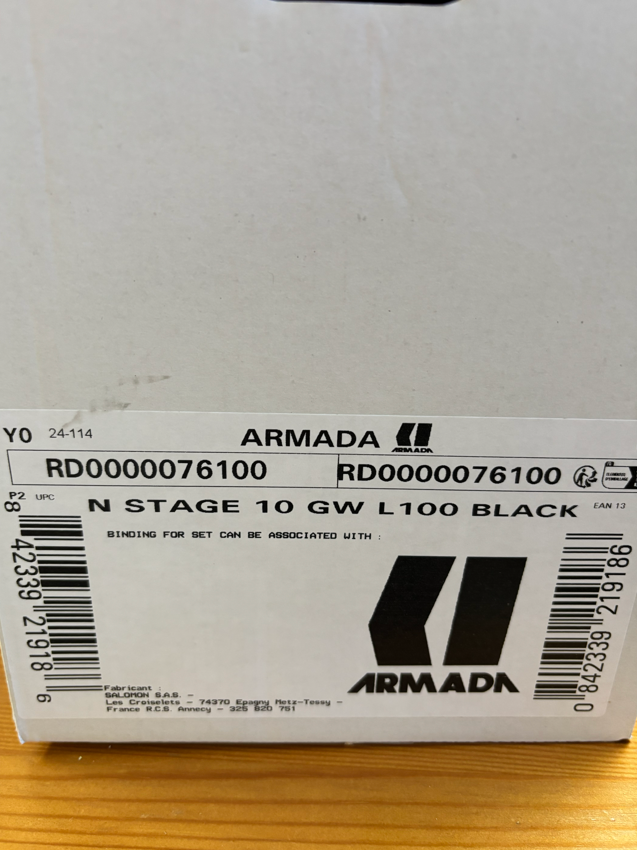 Y0 24-114 ARMADA ARMADA
RD0000076100 RD0000076100
P2 UPC N STAGE 10 GW L100 BLACK EAN 13
BINDING FOR SET CAN BE ASSOCIATED WITH :
8 42339 21918 6
0 842339 219186
ARMADA
Fabricant :
SALOMON S.A.S. -
Les Croiselets - 74370 Epagny Metz-Tessy -
France R.C.S. Annecy - 325 820 751